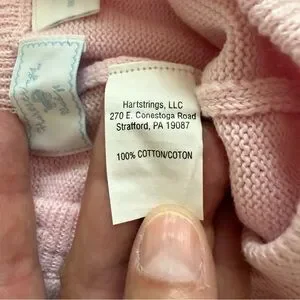 Hartstrings, LLC
270 E. Conestoga Road
Strafford, PA 19087
100% COTTON/COTON